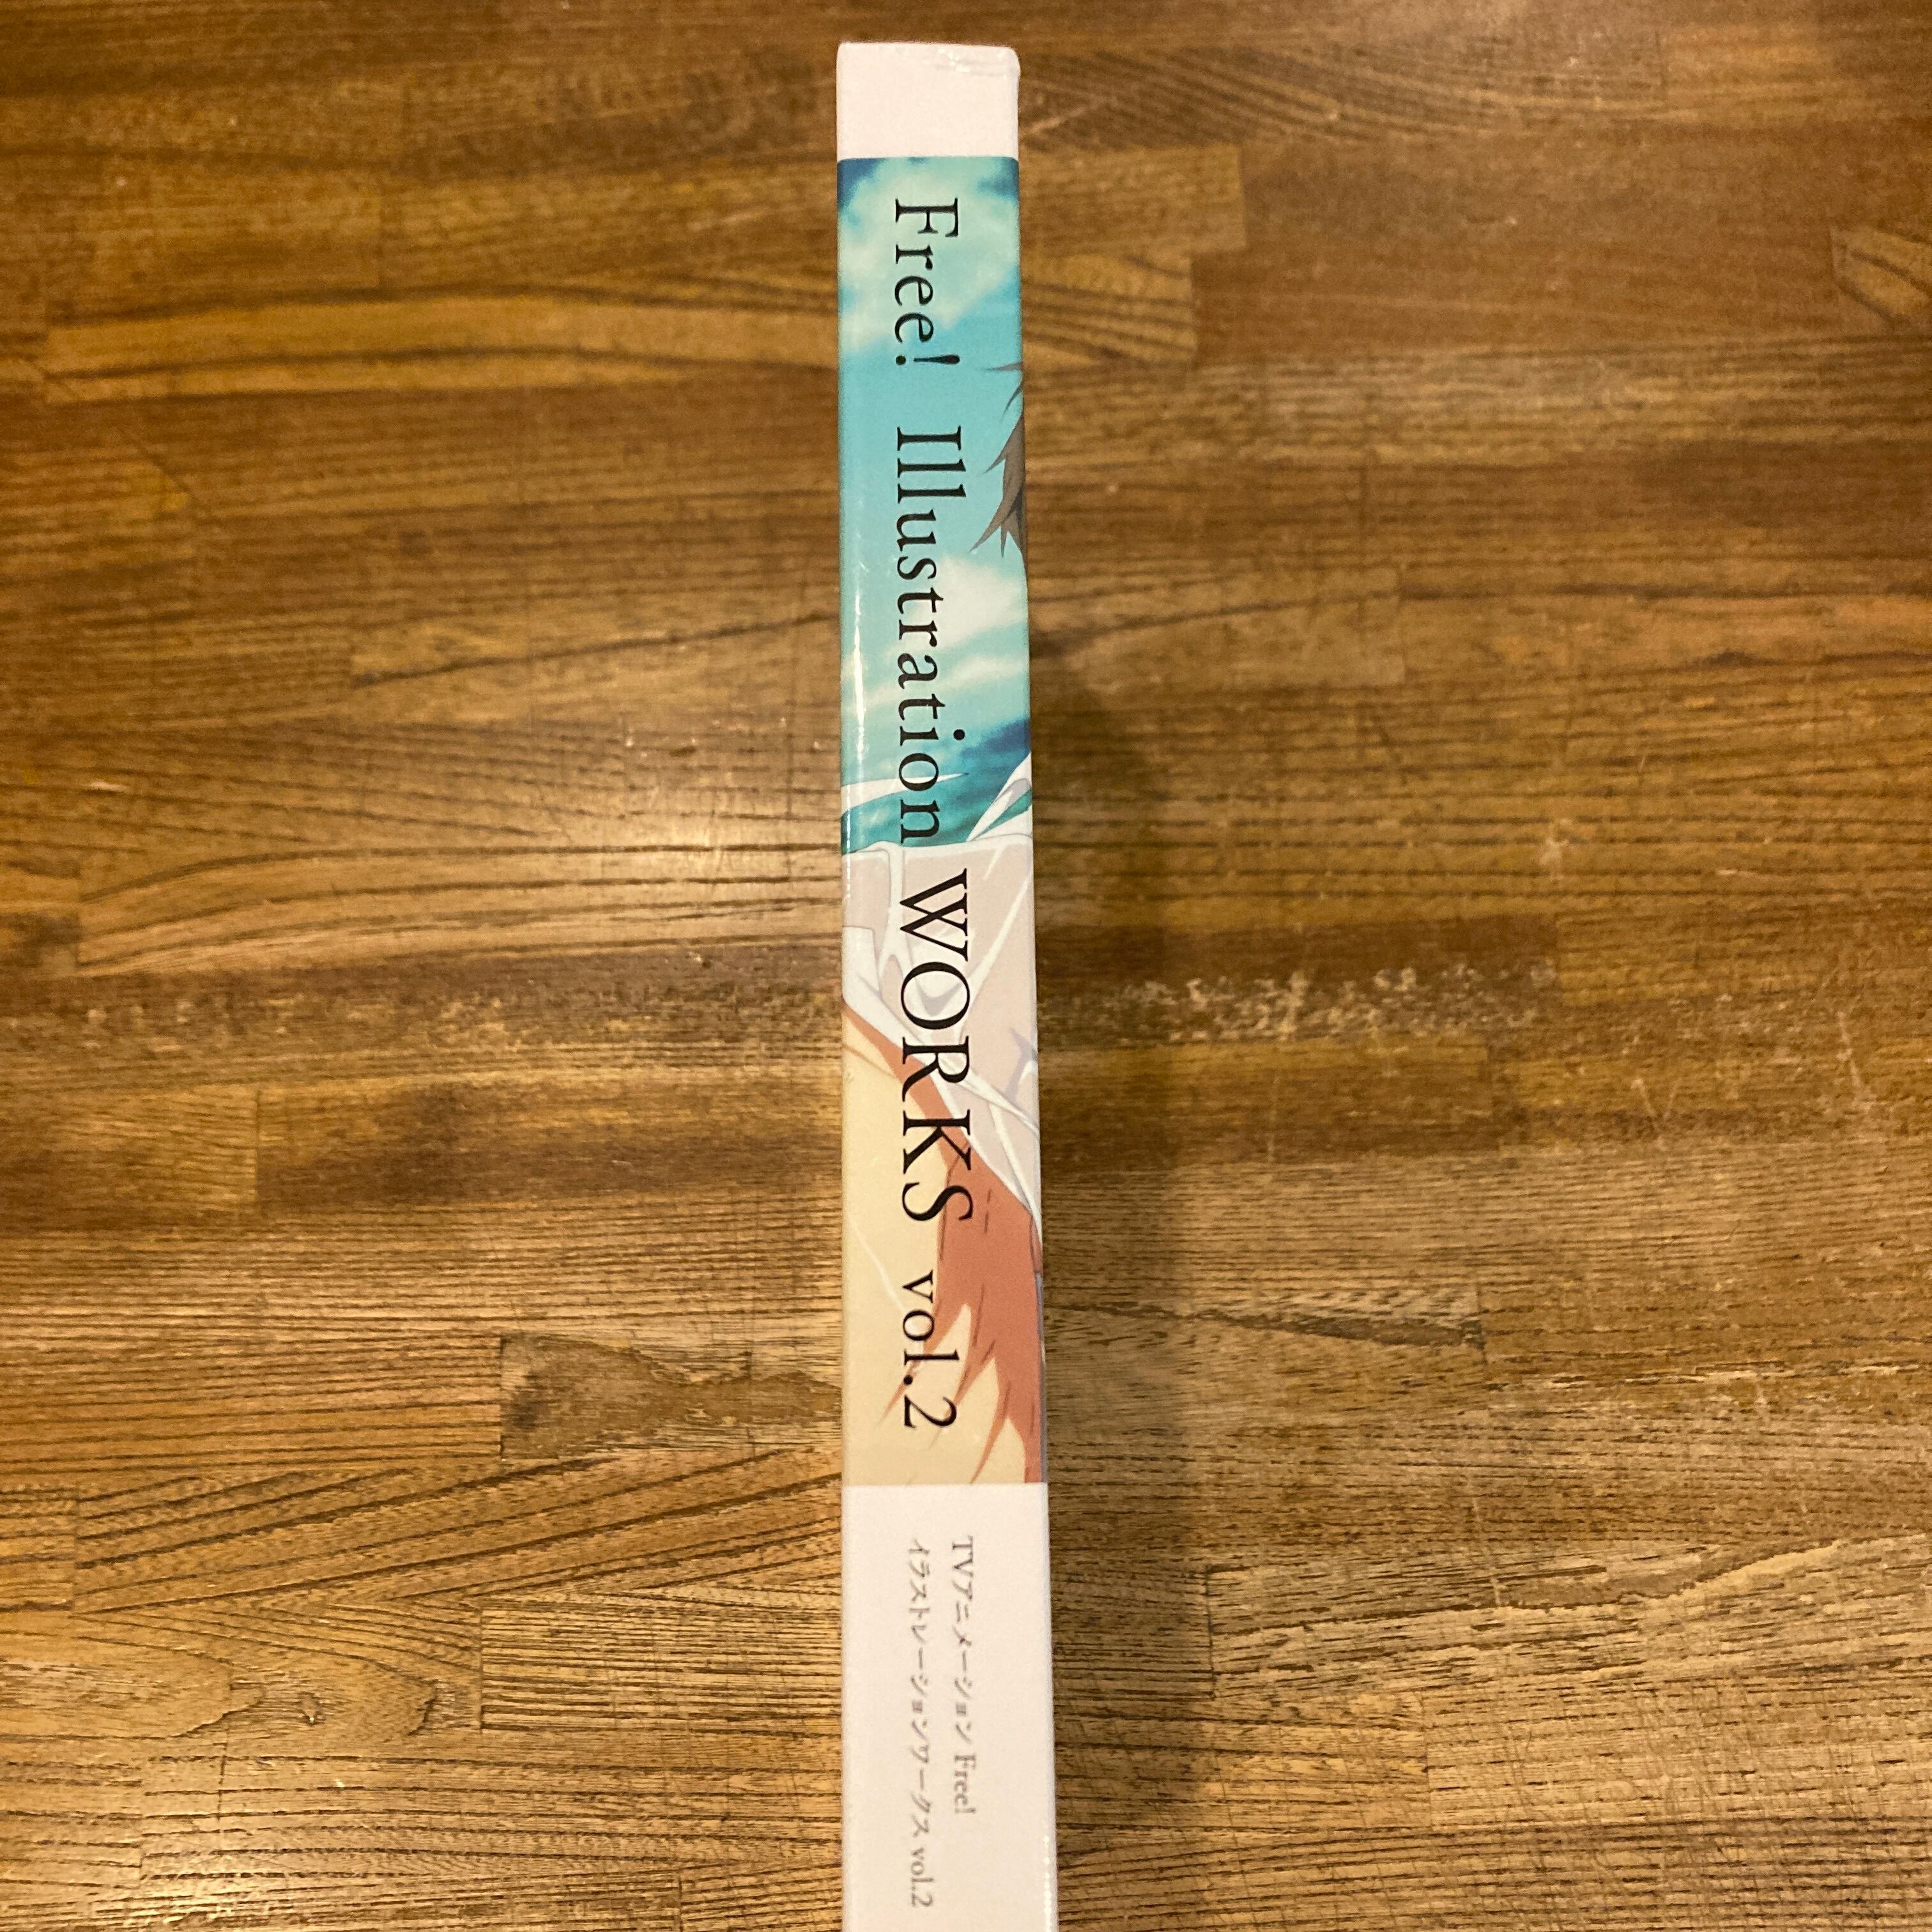 Free! Illustration WORKS vol.2
TVアニメーション Free!
イラストレーションワークス vol.2